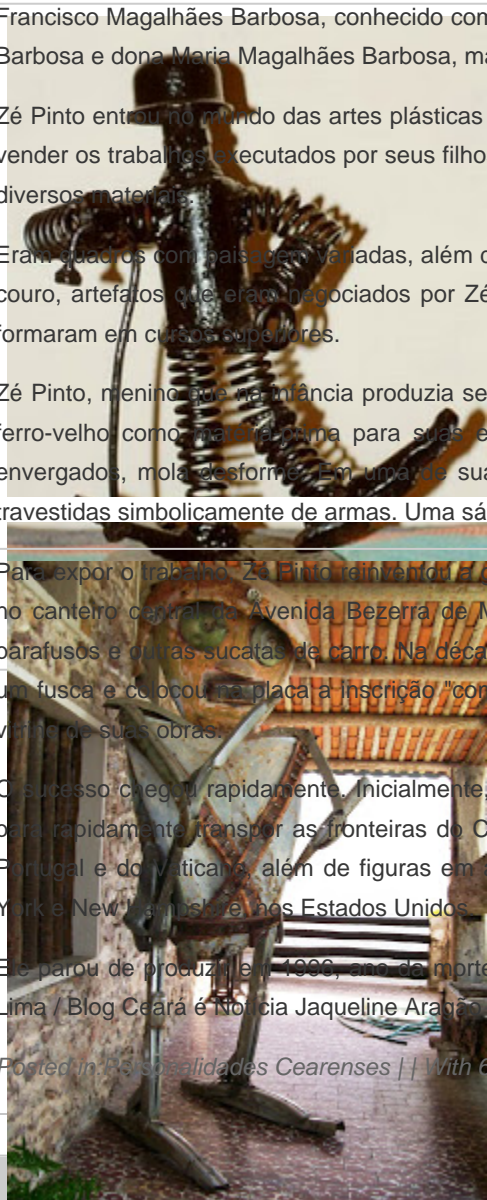 Francisco Magalhães Barbosa, conhecido com
Barbosa e dona Maria Magalhães Barbosa, ma
Zé Pinto entrou no mundo das artes plásticas
vender os trabalhos executados por seus filho
diversos materiais.
Eram quadros com paisagem variadas, além d
couro, artefatos que eram negociados por Zé
formaram em cursos superiores.
Zé Pinto, menino que na infância produzia se
ferro-velho como matéria-prima para suas e
envergados, mola desforme. Em uma de sua
travestidas simbolicamente de armas. Uma sá
Para expor o trabalho, Zé Pinto reinventou a
no canteiro central da Avenida Bezerra de M
parafusos e outras sucatas de carro. Na déca
um fusca e colocou na placa a inscrição "con
de suas obras.
O sucesso chegou rapidamente. Inicialmente,
para rapidamente transpor as fronteiras do C
Portugal e do Vaticano, além de figuras em
York e New Hampshire, nos Estados Unidos.
Ele parou de produzir em 1996, ano da morte
Lima / Blog Ceará é Notícia Jaqueline Aragão
Posted in Personalidades Cearenses | | With 6